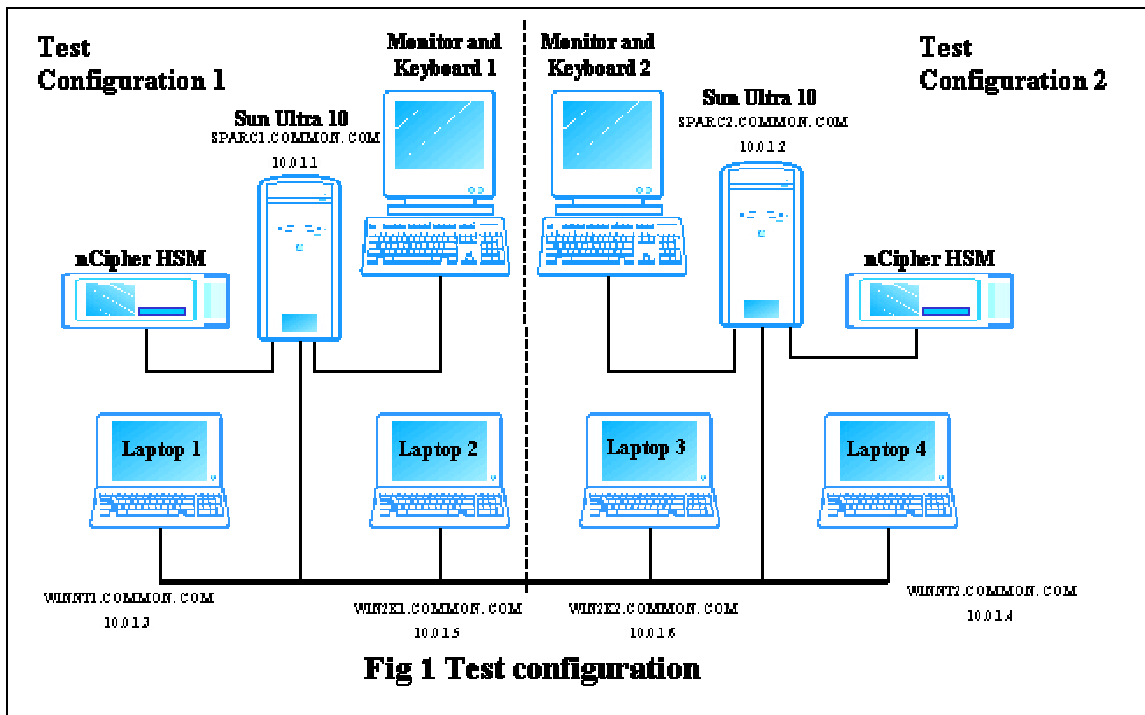 Test
Configuration 1
Monitor and
Keyboard 1
Monitor and
Keyboard 2
Test
Configuration 2
Sun Ultra 10
SPARC1.COMMON.COM
10.0.1.1
Sun Ultra 10
SPARC2.COMMON.COM
10.0.1.2
nCipher HSM
nCipher HSM
Laptop 1
Laptop 2
Laptop 3
Laptop 4
WINNT1.COMMON.COM
10.0.1.3
WIN2K1.COMMON.COM
10.0.1.5
WIN2K2.COMMON.COM
10.0.1.6
WINNT2.COMMON.COM
10.0.1.4
Fig 1 Test configuration